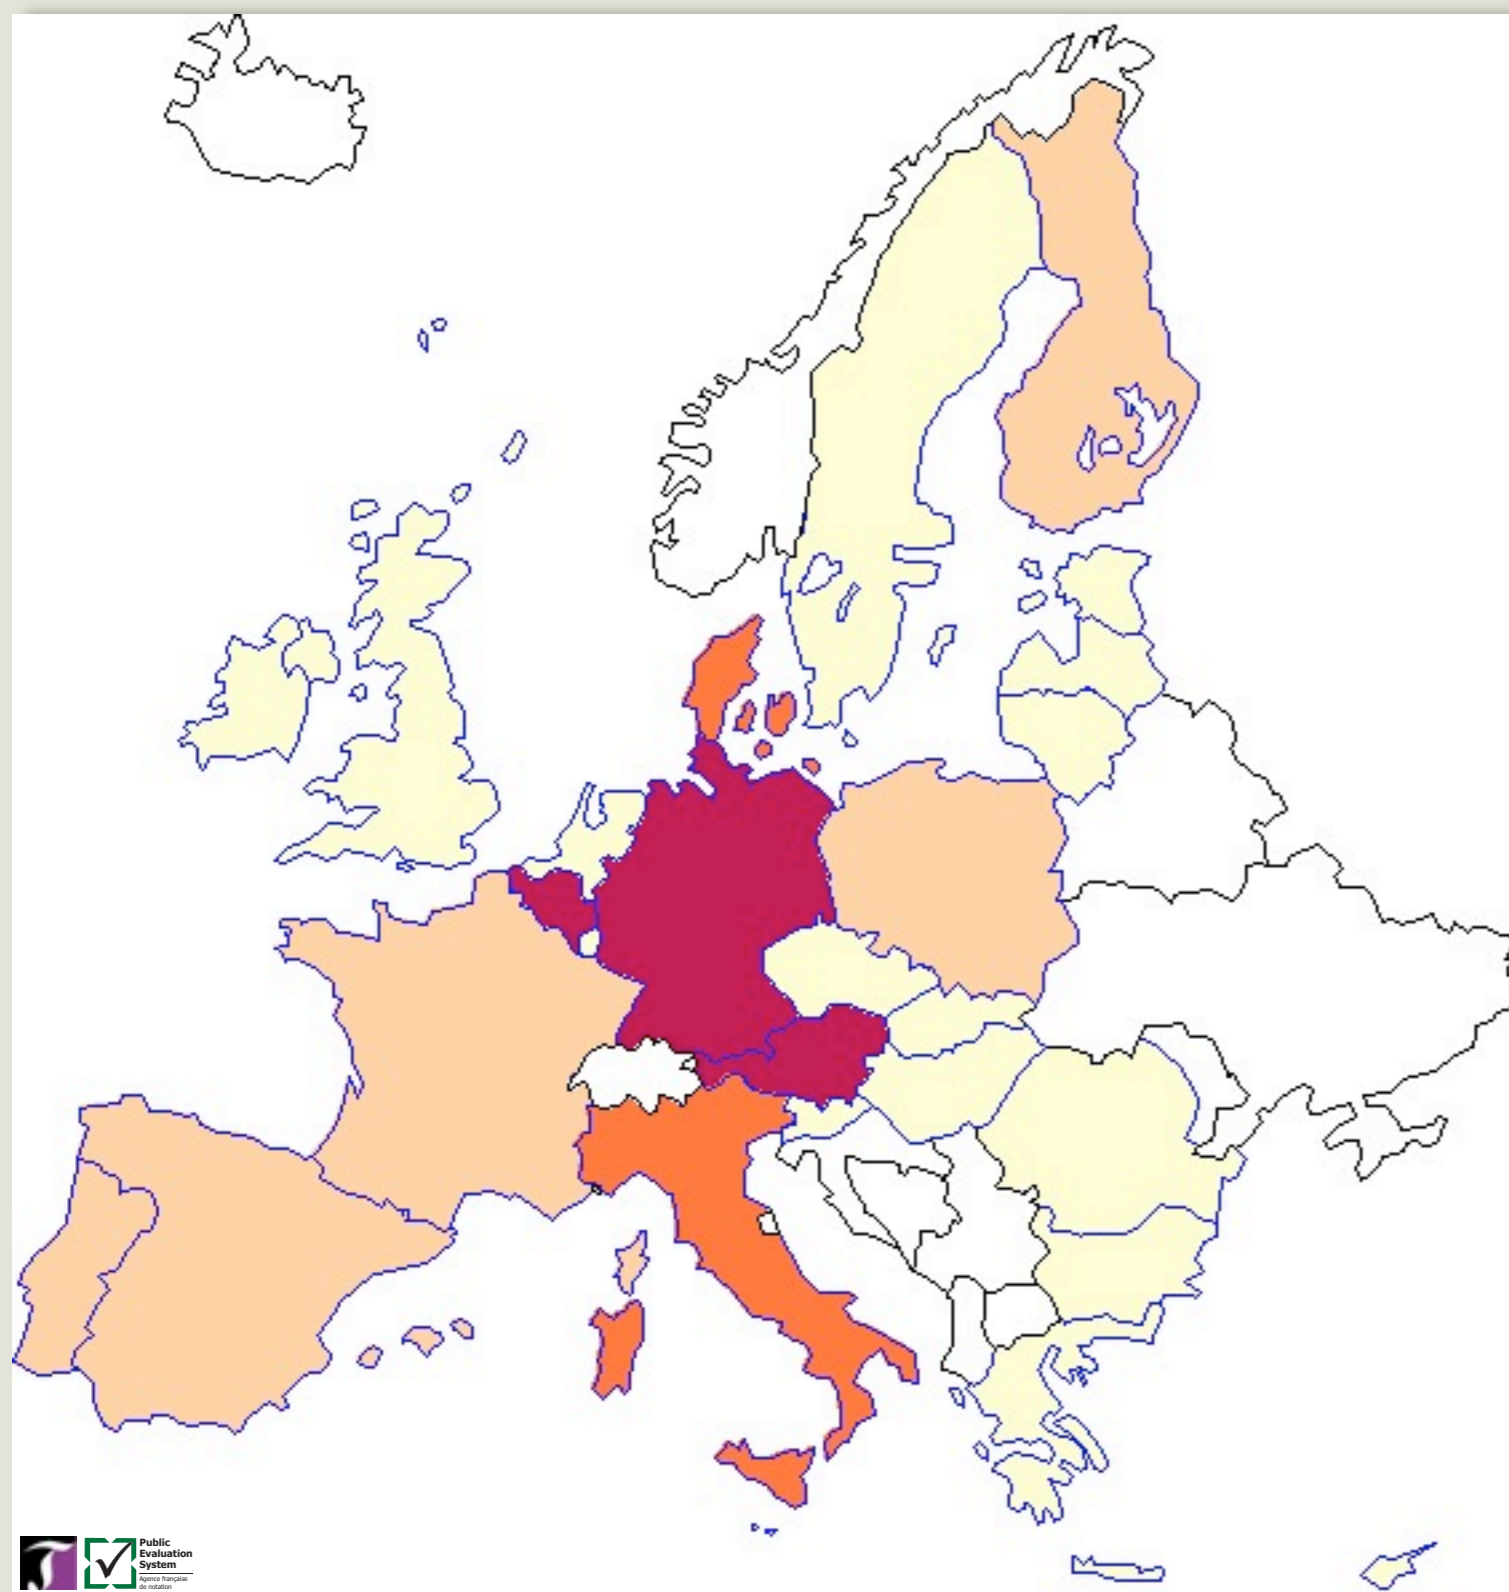 Public
Evaluation
System
Agence française
de notation